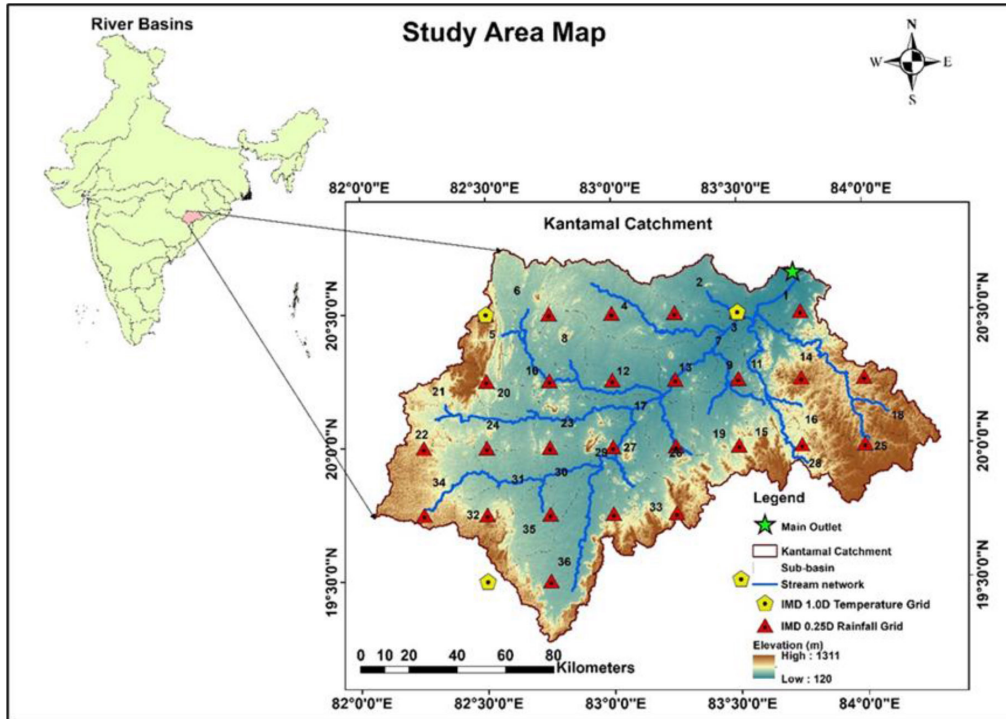 River Basins
Study Area Map
N
W E
S
82°0'0"E 82°30'0"E 83°0'0"E 83°30'0"E 84°0'0"E
Kantamal Catchment
20°30'0"N
20°0'0"N
19°30'0"N
20°30'0"N
20°0'0"N
19°30'0"N
6
2
1
4
5
8
3
7
10
12
13
9
11
14
21
20
17
16
18
24
23
22
19
15
25
29
27
26
28
34
31
30
32
35
33
36
Legend
Main Outlet
Kantamal Catchment
Sub-basin
Stream network
IMD 1.0D Temperature Grid
IMD 0.25D Rainfall Grid
Elevation (m)
High : 1311
Low : 120
0 10 20 40 60 80
Kilometers
82°0'0"E 82°30'0"E 83°0'0"E 83°30'0"E 84°0'0"E